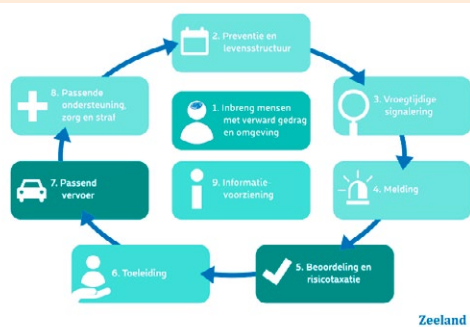 2. Preventie en
levensstructuur
8. Passende
ondersteuning,
zorg en straf
1. Inbreng mensen
met verward gedrag
en omgeving
3. Vroegtijdige
signalering
7. Passend
vervoer
9. Informatie-
voorziening
4. Melding
6. Toeleiding
5. Beoordeling en
risicotaxatie
Zeeland